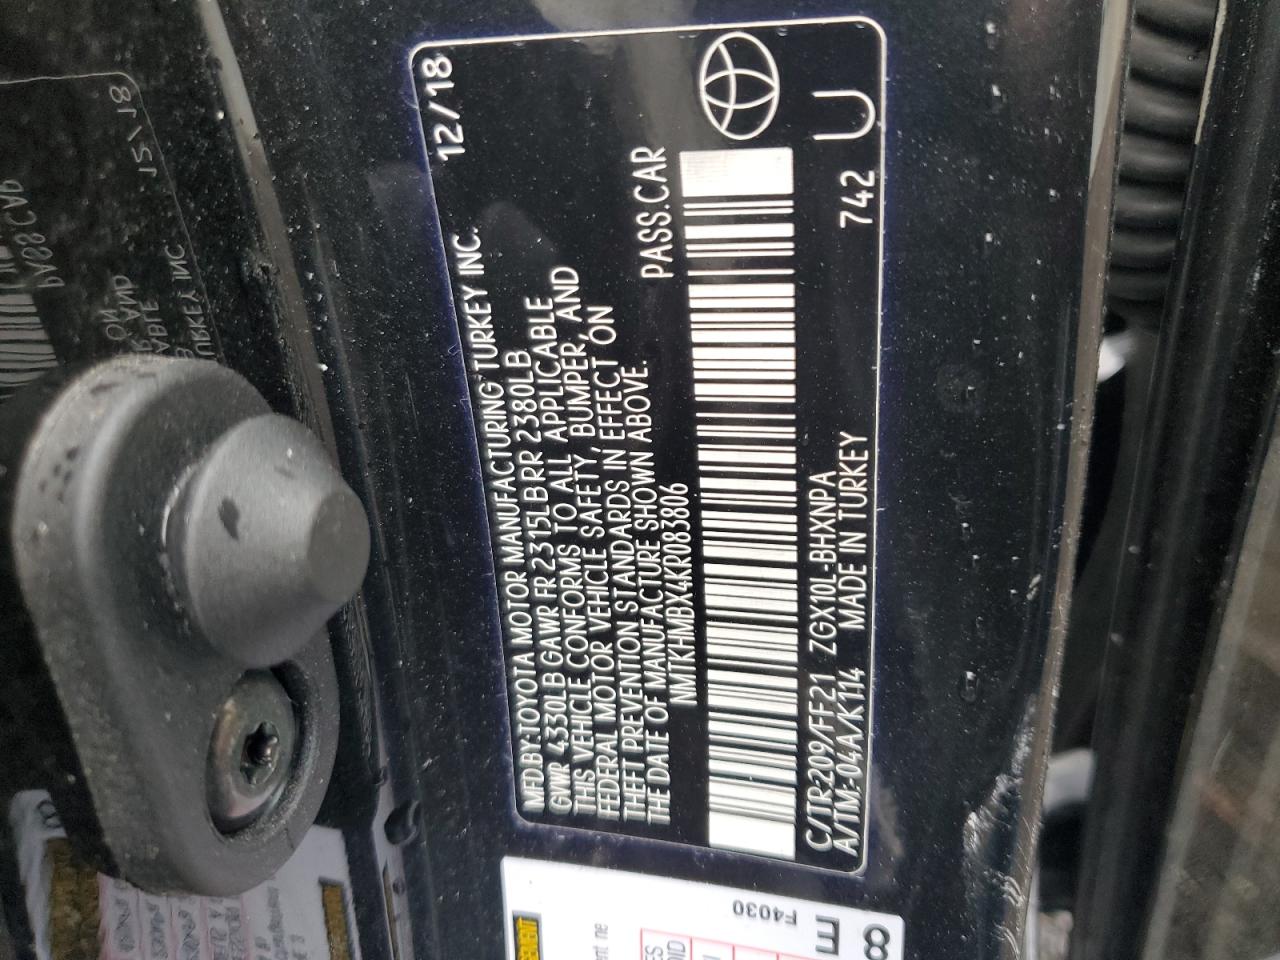 12/18
MFD.BY:TOYOTA MOTOR MANUFACTURING TURKEY INC.
GVWR 4330LB GAWR FR 2315LB RR 2380LB
THIS VEHICLE CONFORMS TO ALL APPLICABLE
FEDERAL MOTOR VEHICLE SAFETY, BUMPER, AND
THEFT PREVENTION STANDARDS IN EFFECT ON
THE DATE OF MANUFACTURE SHOWN ABOVE.
NMTKHMBX4KR083806 PASS.CAR
C/TR:209/FF21 ZGX10L-BHXNPA 742 U
A/TM:-04A/K114 MADE IN TURKEY
F4030